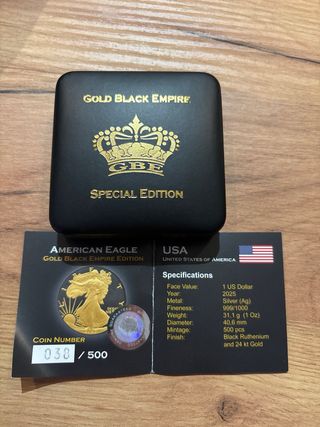 GOLD BLACK EMPIRE
GBE
SPECIAL EDITION
AMERICAN EAGLE
GOLD BLACK EMPIRE EDITION
COIN NUMBER
030 / 500
USA
UNITED STATES OF AMERICA
Specifications
Face Value: 1 US Dollar
Year: 2025
Metal: Silver (Ag)
Fineness: 999/1000
Weight: 31.1 g (1 Oz)
Diameter: 40,6 mm
Mintage: 500 pcs
Finish: Black Ruthenium
and 24 kt Gold